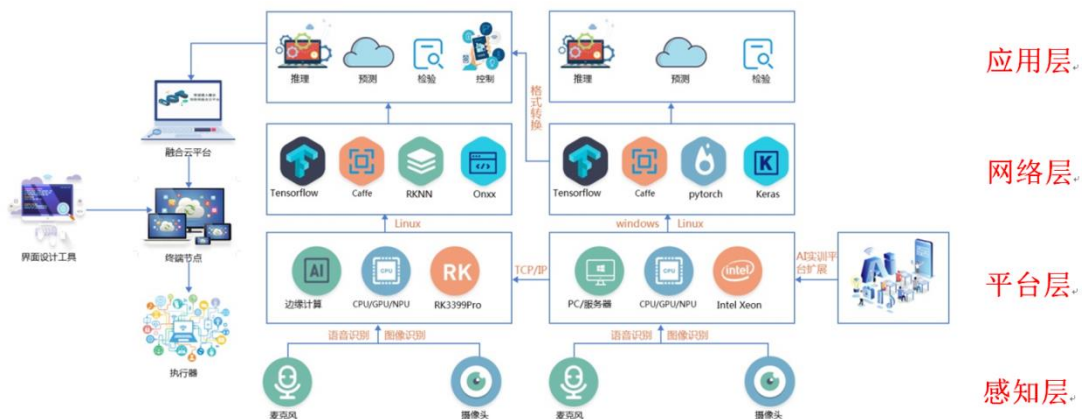 推理
预测
检验
控制
推理
预测
检验
应用层
融合云平台
格式转换
Tensorflow
Caffe
RKNN
Onxx
Tensorflow
Caffe
pytorch
Keras
K
网络层
界面设计工具
终端节点
Linux
windows
Linux
AI
CPU
RK
TCP/IP
CPU
intel
AI实训平
台扩展
AI
边缘计算
CPU/GPU/NPU
RK3399Pro
PC/服务器
CPU/GPU/NPU
Intel Xeon
平台层
执行器
语音识别
图像识别
语音识别
图像识别
麦克风
摄像头
麦克风
摄像头
感知层